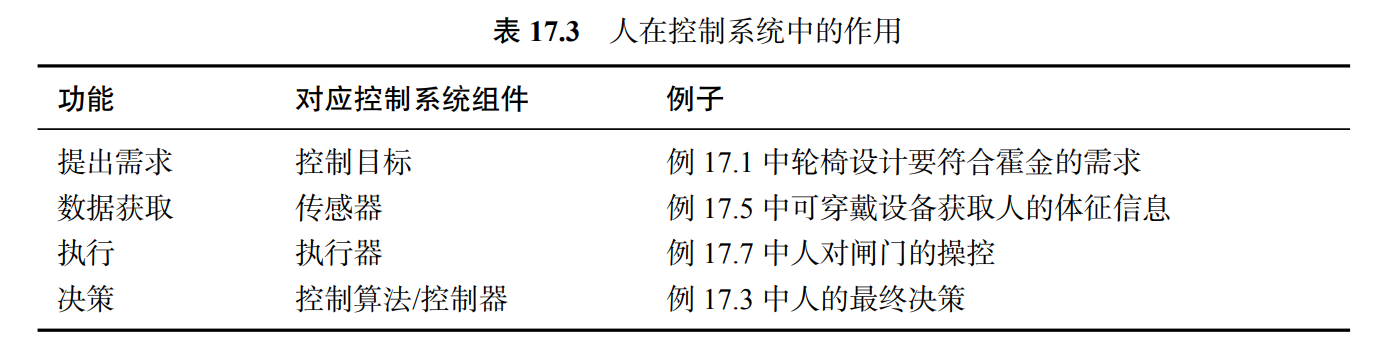 表 17.3 人在控制系统中的作用
功能 对应控制系统组件 例子
提出需求 控制目标 例 17.1 中轮椅设计要符合霍金的需求
数据获取 传感器 例 17.5 中可穿戴设备获取人的体征信息
执行 执行器 例 17.7 中人对闸门的操控
决策 控制算法/控制器 例 17.3 中人的最终决策